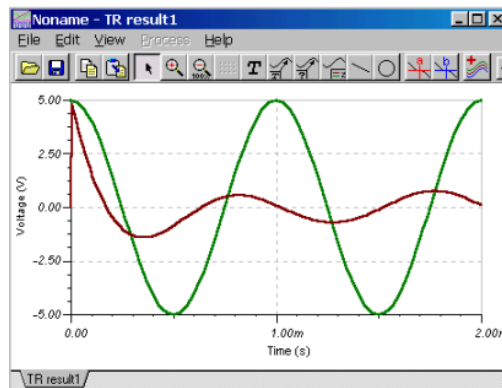 Noname - TR result1
File Edit View Process Help
T
100%
a
b
5.00
2.50
Voltage (V)
0.00
-2.50
-5.00
0.00
1.00m
2.00m
Time (s)
TR result1